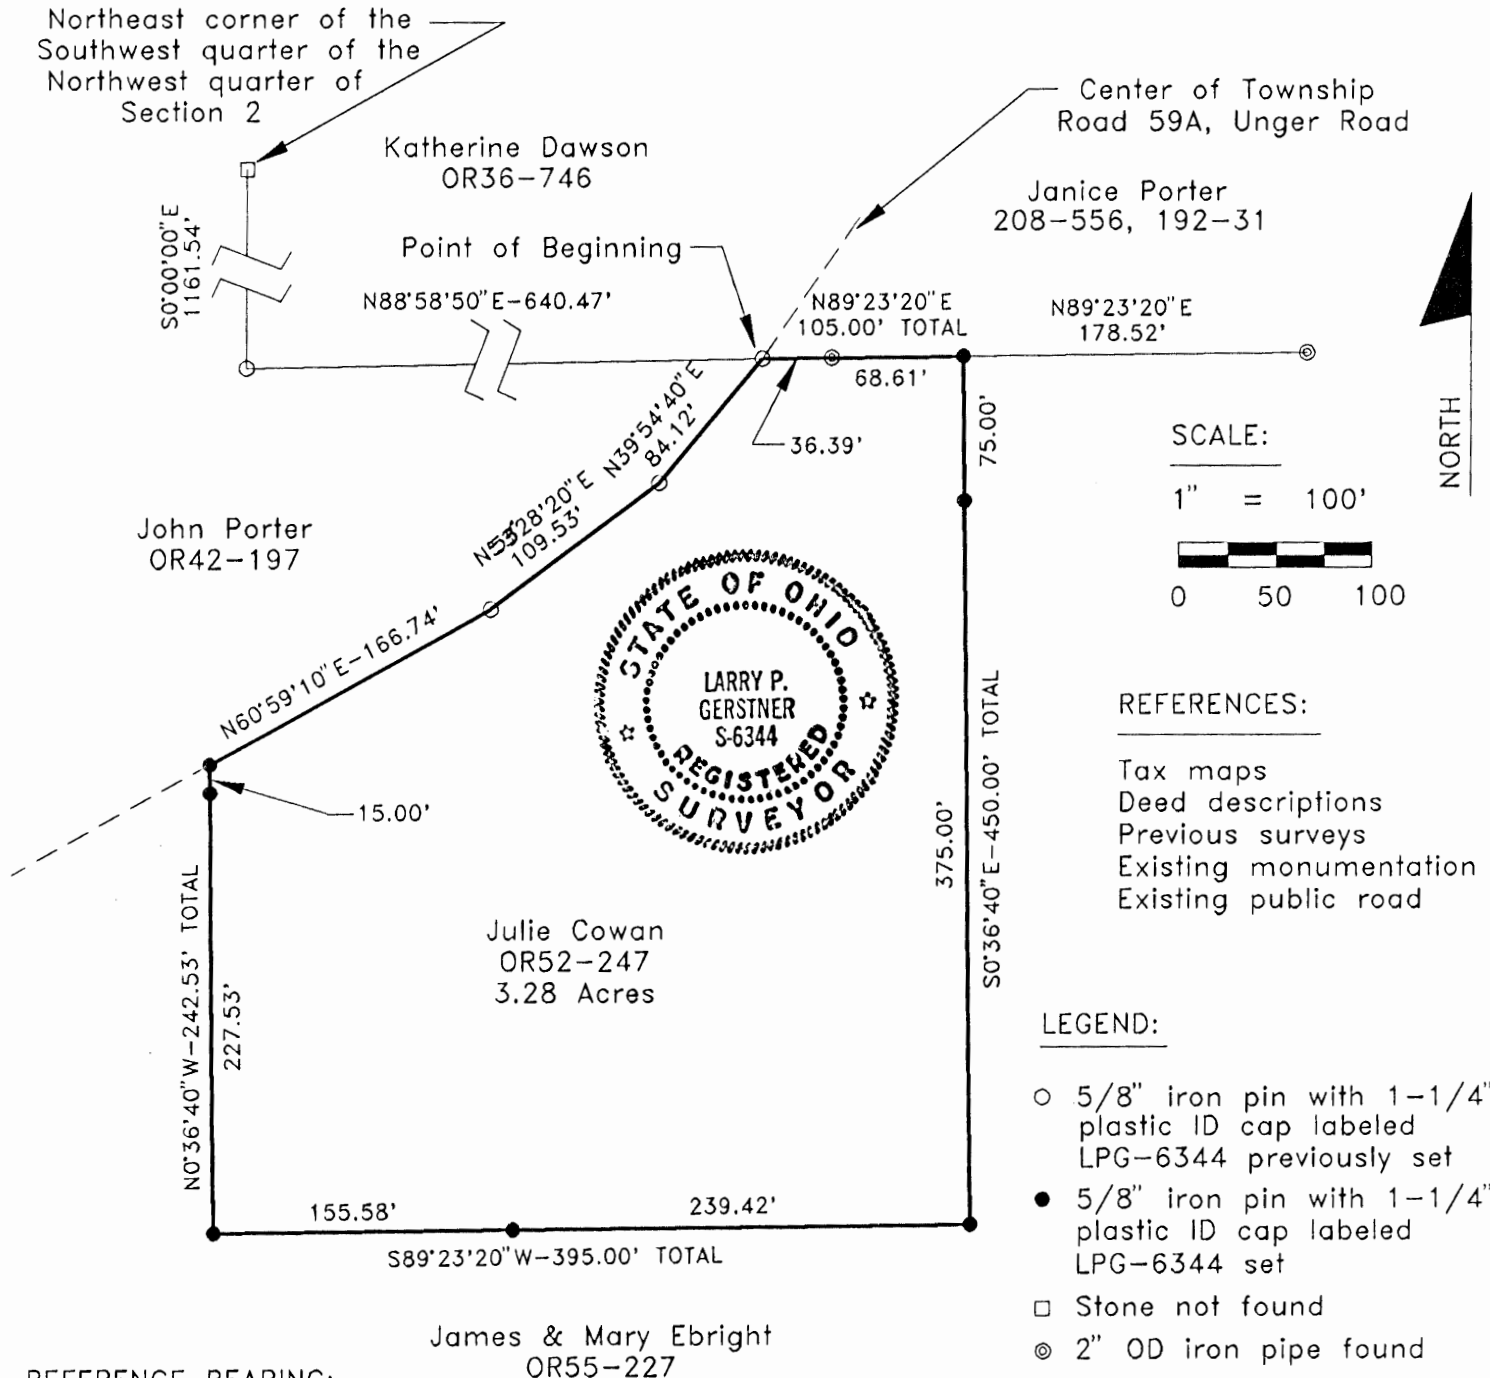 Northeast corner of the
Southwest quarter of the
Northwest quarter of
Section 2
Center of Township
Road 59A, Unger Road
Katherine Dawson
OR36-746
Janice Porter
208-556, 192-31
S0°00'00"E
1161.54'
Point of Beginning
N88°58'50"E-640.47'
N89°23'20"E
105.00' TOTAL
N89°23'20"E
178.52'
68.61'
36.39'
75.00'
N39°54'40"E
84.12'
NORTH
SCALE:
1" = 100'
0 50 100
John Porter
OR42-197
28'20"E
109.53'
STATE OF OHIO
LARRY P.
GERSTNER
S-6344
REGISTERED
SURVEYOR
N60°59'10"E-166.74'
15.00'
375.00'
S0°36'40"E-450.00' TOTAL
REFERENCES:
Tax maps
Deed descriptions
Previous surveys
Existing monumentation
Existing public road
N0°36'40"W-242.53' TOTAL
227.53'
Julie Cowan
OR52-247
3.28 Acres
LEGEND:
5/8" iron pin with 1-1/4"
plastic ID cap labeled
LPG-6344 previously set
5/8" iron pin with 1-1/4"
plastic ID cap labeled
LPG-6344 set
Stone not found
2" OD iron pipe found
155.58'
239.42'
S89°23'20"W-395.00' TOTAL
James & Mary Ebright
OR55-227
REFERENCE BEARING: